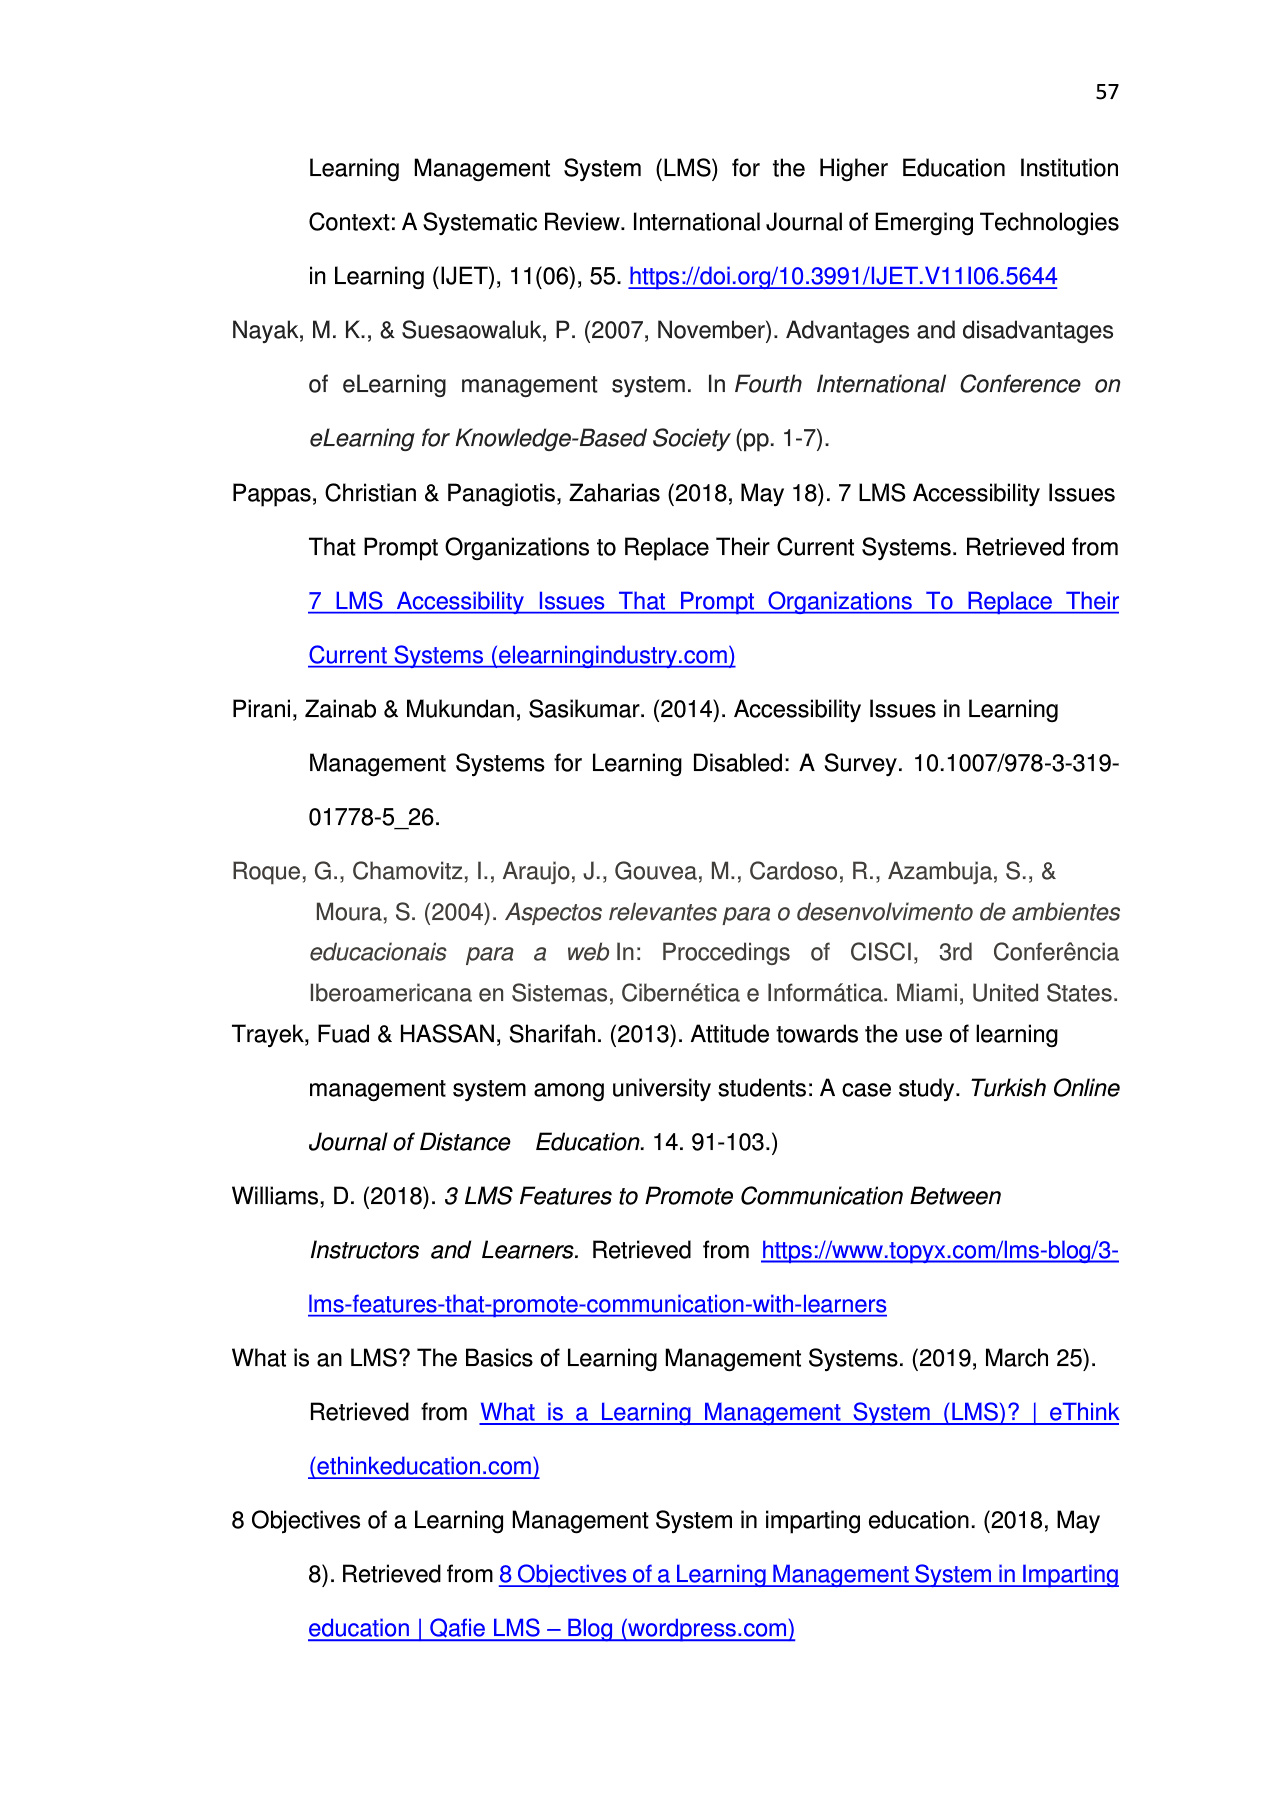 57
Learning Management System (LMS) for the Higher Education Institution
Context: A Systematic Review. International Journal of Emerging Technologies
in Learning (IJET), 11(06), 55. https://doi.org/10.3991/IJET.V11I06.5644
Nayak, M. K., & Suesaowaluk, P. (2007, November). Advantages and disadvantages
of eLearning management system. In Fourth International Conference on
eLearning for Knowledge-Based Society (pp. 1-7).
Pappas, Christian & Panagiotis, Zaharias (2018, May 18). 7 LMS Accessibility Issues
That Prompt Organizations to Replace Their Current Systems. Retrieved from
7 LMS Accessibility Issues That Prompt Organizations To Replace Their
Current Systems (elearningindustry.com)
Pirani, Zainab & Mukundan, Sasikumar. (2014). Accessibility Issues in Learning
Management Systems for Learning Disabled: A Survey. 10.1007/978-3-319-
01778-5_26.
Roque, G., Chamovitz, I., Araujo, J., Gouvea, M., Cardoso, R., Azambuja, S., &
Moura, S. (2004). Aspectos relevantes para o desenvolvimento de ambientes
educacionais para a web In: Proccedings of CISCI, 3rd Conferência
Iberoamericana en Sistemas, Cibernética e Informática. Miami, United States.
Trayek, Fuad & HASSAN, Sharifah. (2013). Attitude towards the use of learning
management system among university students: A case study. Turkish Online
Journal of Distance Education. 14. 91-103.)
Williams, D. (2018). 3 LMS Features to Promote Communication Between
Instructors and Learners. Retrieved from https://www.topyx.com/lms-blog/3-
lms-features-that-promote-communication-with-learners
What is an LMS? The Basics of Learning Management Systems. (2019, March 25).
Retrieved from What is a Learning Management System (LMS)? | eThink
(ethinkeducation.com)
8 Objectives of a Learning Management System in imparting education. (2018, May
8). Retrieved from 8 Objectives of a Learning Management System in Imparting
education | Qafie LMS – Blog (wordpress.com)